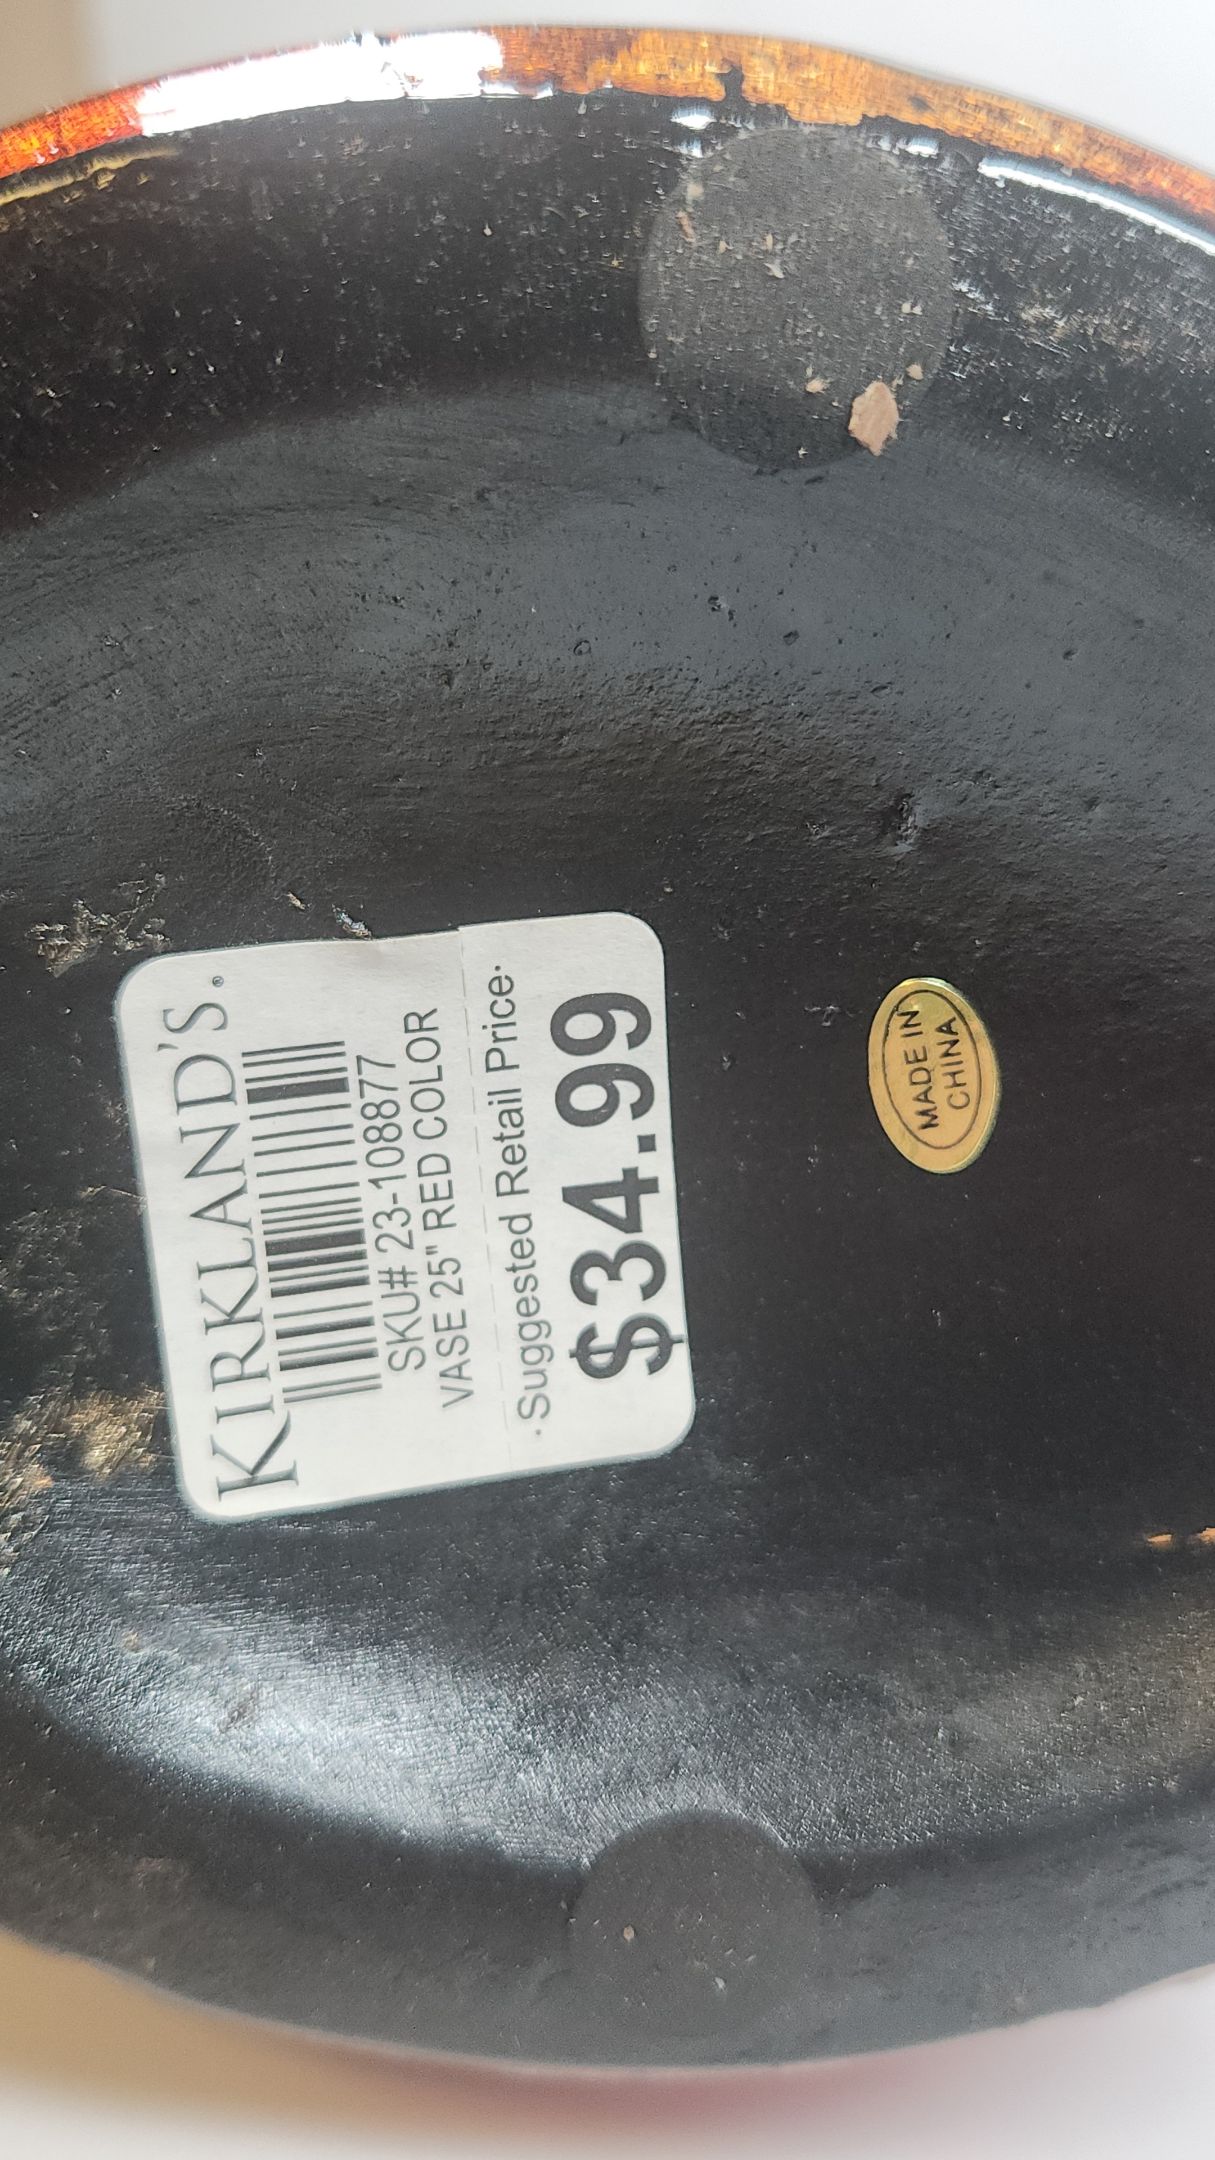 KIRKLAND'S®
SKU# 23-108877
VASE 25" RED COLOR
·Suggested Retail Price·
$34.99
MADE IN
CHINA